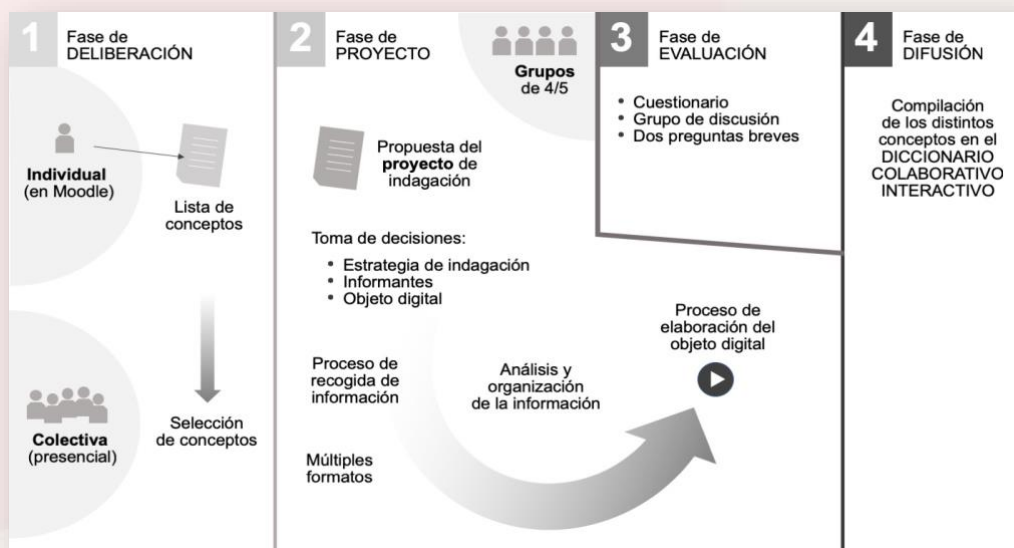 1
Fase de
DELIBERACIÓN
Individual
(en Moodle)
Lista de
conceptos
Colectiva
(presencial)
Selección
de conceptos
2
Fase de
PROYECTO
Grupos
de 4/5
Propuesta del
proyecto de
indagación
Toma de decisiones:
• Estrategia de indagación
• Informantes
• Objeto digital
Proceso de
recogida de
información
Múltiples
formatos
Análisis y
organización
de la información
Proceso de
elaboración del
objeto digital
3
Fase de
EVALUACIÓN
• Cuestionario
• Grupo de discusión
• Dos preguntas breves
4
Fase de
DIFUSIÓN
Compilación
de los distintos
conceptos en el
DICCIONARIO
COLABORATIVO
INTERACTIVO